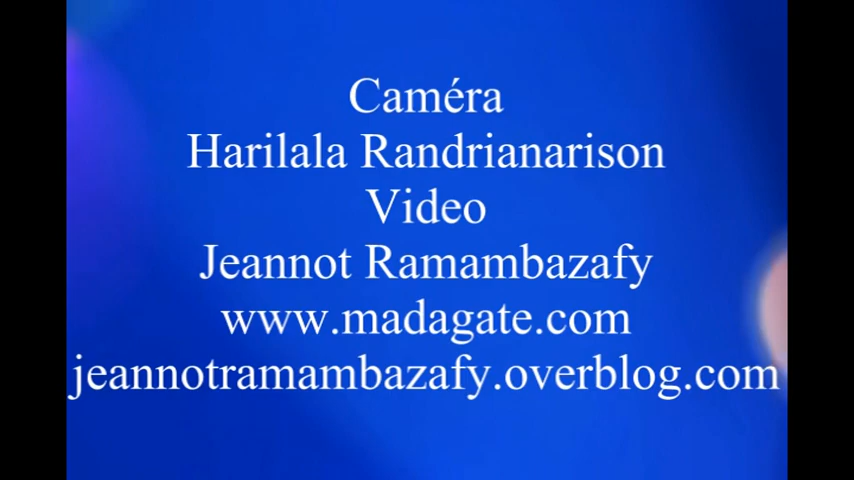 Caméra
Harilala Randrianarison
Video
Jeannot Ramambazafy
www.madagate.com
jeannotramambazafy.overblog.com